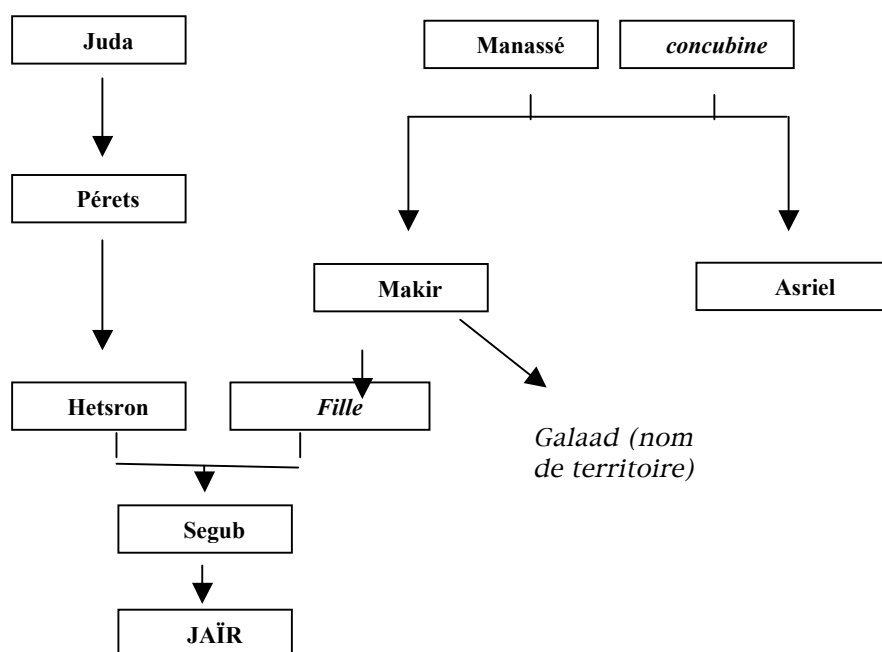 Juda
Manassé
concubine
Pérets
Makir
Asriel
Hetsron
Fille
Galaad (nom
de territoire)
Segub
JAÏR